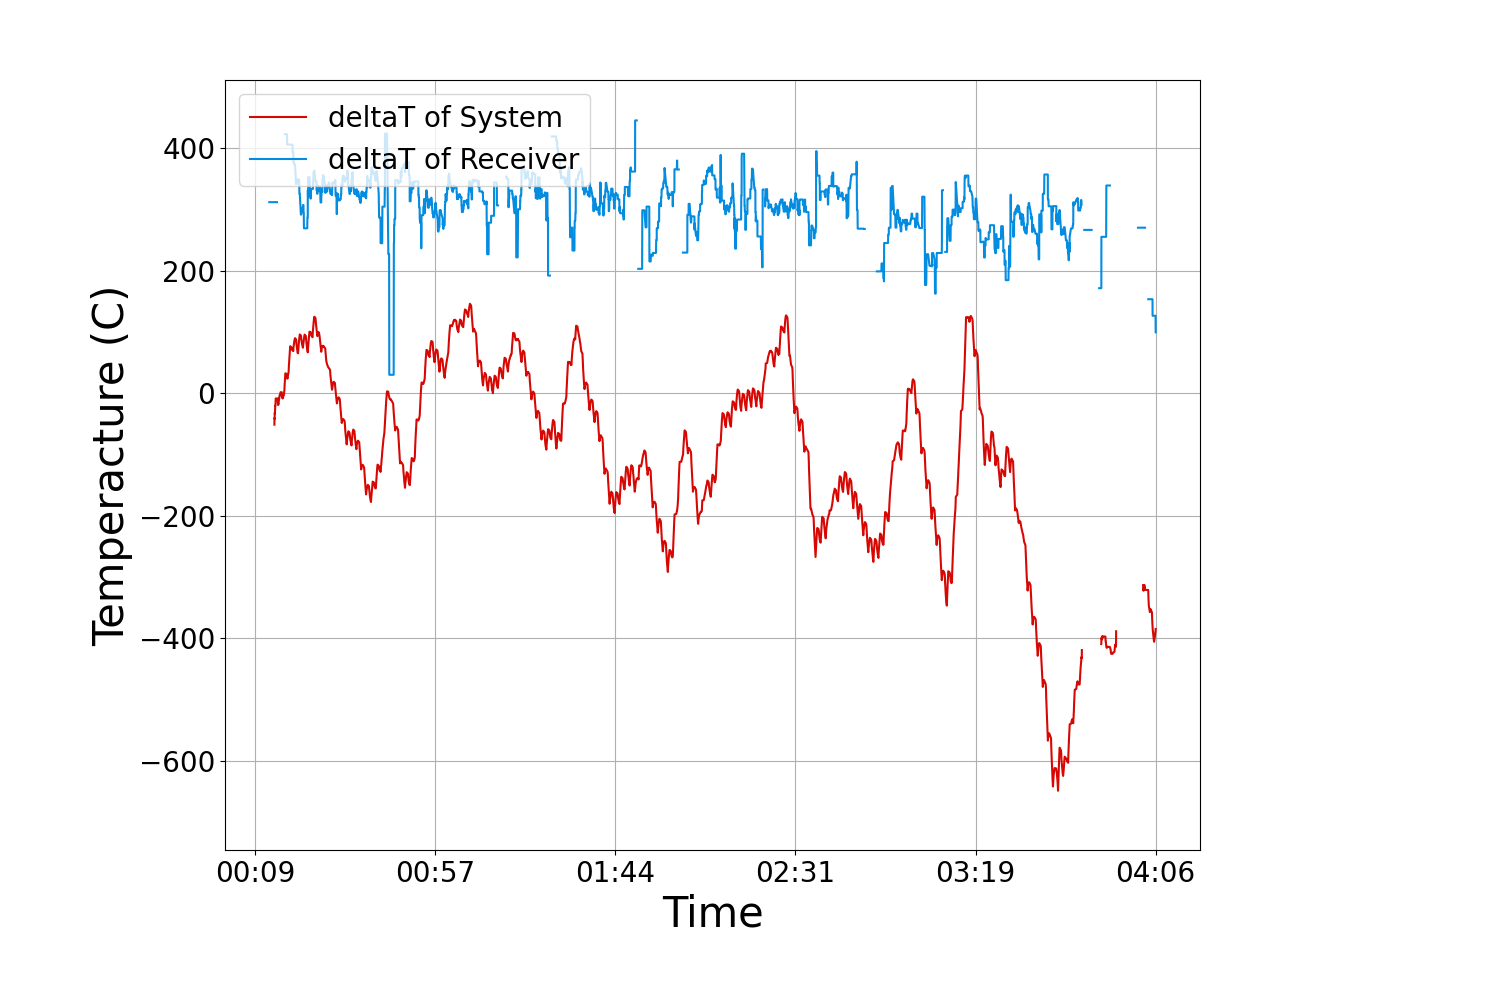 deltaT of System
deltaT of Receiver
400
200
0
−200
−400
−600
Temperacture (C)
00:09 00:57 01:44 02:31 03:19 04:06
Time